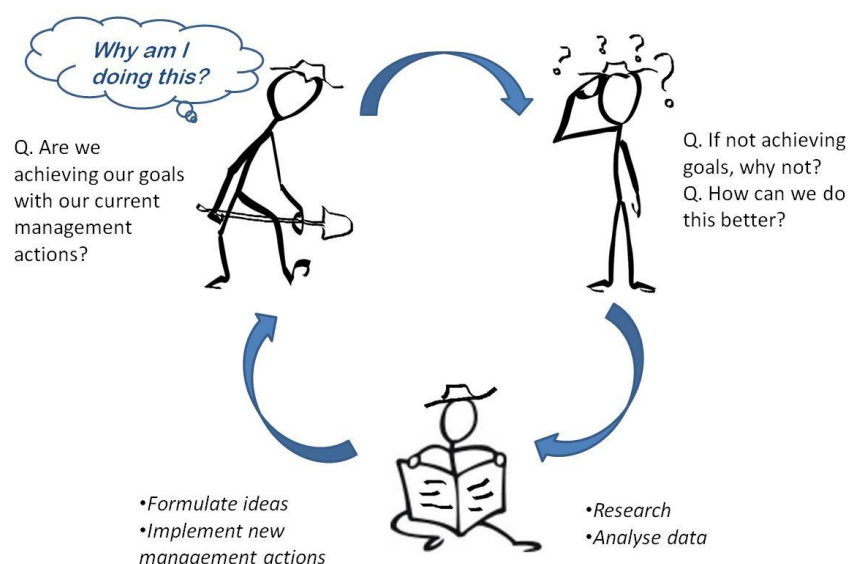 Why am I
doing this?
Q. Are we
achieving our goals
with our current
management
actions?
Q. If not achieving
goals, why not?
Q. How can we do
this better?
•Research
•Analyse data
•Formulate ideas
•Implement new
management actions